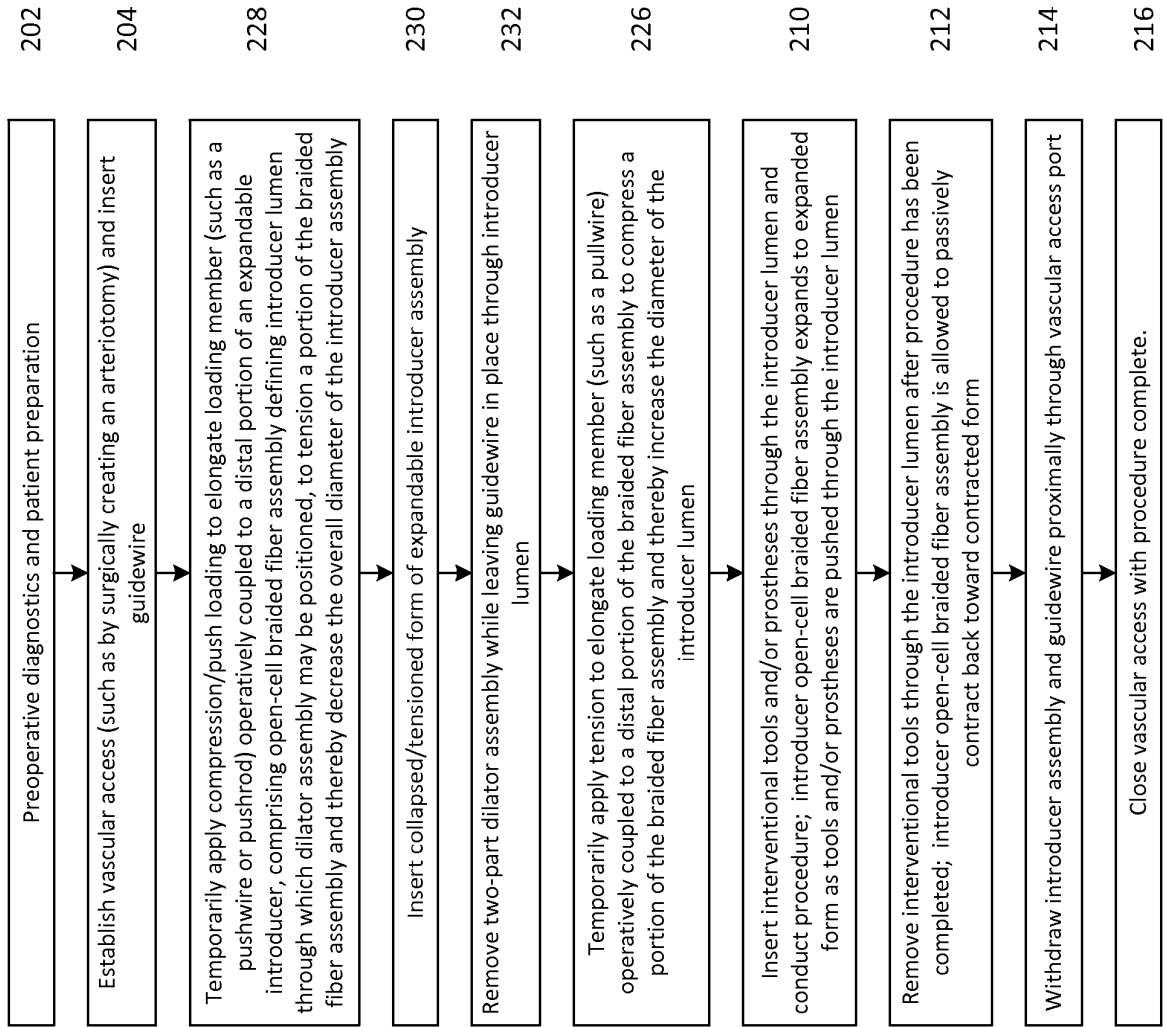 Preoperative diagnostics and patient preparation
202
Establish vascular access (such as by surgically creating an arteriotomy) and insert
guidewire
204
Temporarily apply compression/push loading to elongate loading member (such as a
pushwire or pushrod) operatively coupled to a distal portion of an expandable
introducer, comprising open-cell braided fiber assembly defining introducer lumen
through which dilator assembly may be positioned, to tension a portion of the braided
fiber assembly and thereby decrease the overall diameter of the introducer assembly
228
Insert collapsed/tensioned form of expandable introducer assembly
230
Remove two-part dilator assembly while leaving guidewire in place through introducer
lumen
232
Temporarily apply tension to elongate loading member (such as a pullwire)
operatively coupled to a distal portion of the braided fiber assembly to compress a
portion of the braided fiber assembly and thereby increase the diameter of the
introducer lumen
226
Insert interventional tools and/or prostheses through the introducer lumen and
conduct procedure; introducer open-cell braided fiber assembly expands to expanded
form as tools and/or prostheses are pushed through the introducer lumen
210
Remove interventional tools through the introducer lumen after procedure has been
completed; introducer open-cell braided fiber assembly is allowed to passively
contract back toward contracted form
212
Withdraw introducer assembly and guidewire proximally through vascular access port
214
Close vascular access with procedure complete.
216